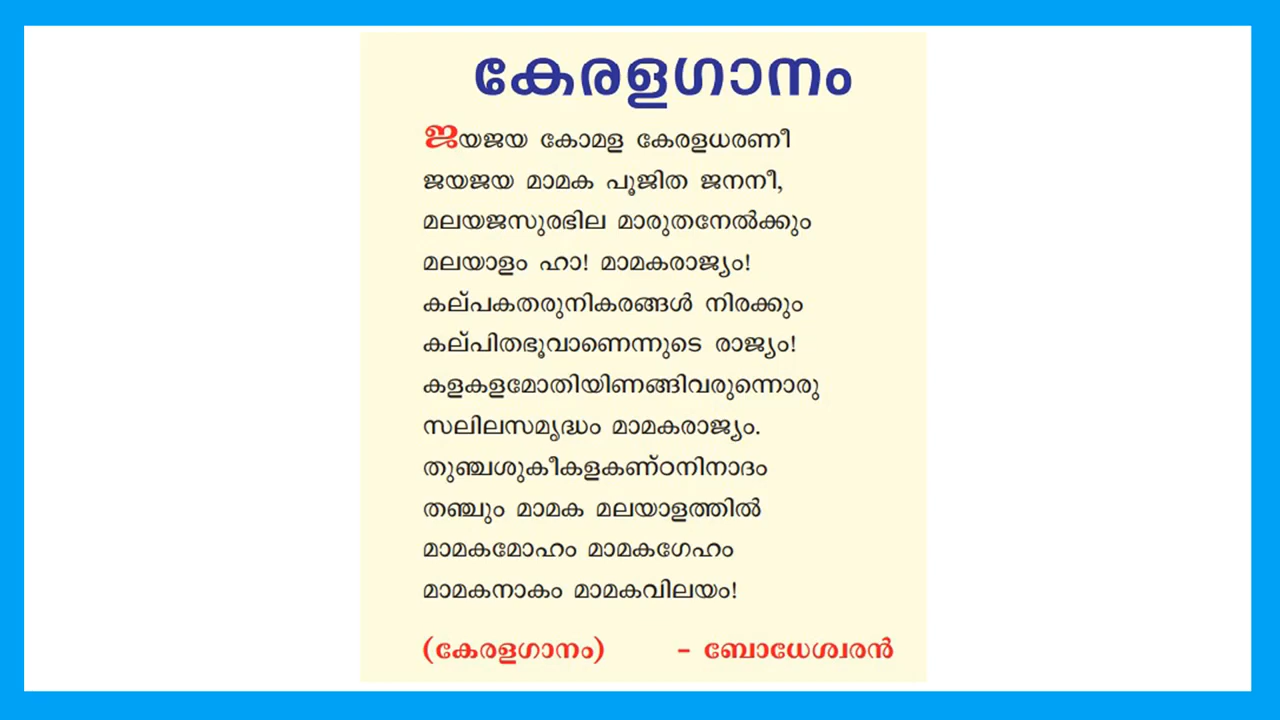 കേരളഗാനം
ജയജയ കോമള കേരളധരണീ
ജയജയ മാമക പൂജിത ജനനീ,
മലയജസുരഭില മാരുതനേൽക്കും
മലയാളം ഹാ! മാമകരാജ്യം!
കല്പകതരുനികരങ്ങൾ നിരക്കും
കല്പിതഭൂവാണെന്നുടെ രാജ്യം!
കളകളമോതിയിണങ്ങിവരുന്നൊരു
സലിലസമൃദ്ധം മാമകരാജ്യം.
തുഞ്ചശുകീകളകണ്ഠനിനാദം
തഞ്ചും മാമക മലയാളത്തിൽ
മാമകമോഹം മാമകഗേഹം
മാമകനാകം മാമകവിലയം!
(കേരളഗാനം) - ബോധേശ്വരൻ